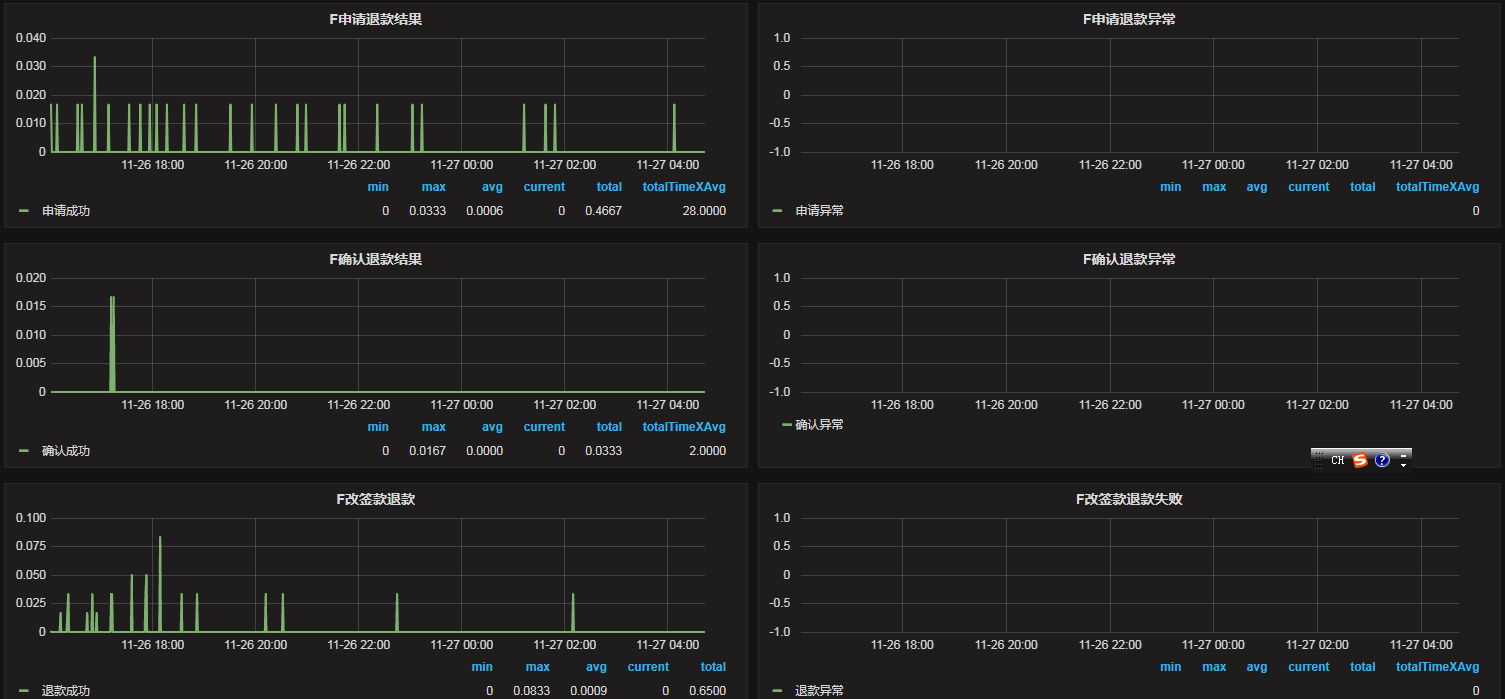 F申请退款结果
0.040
0.030
0.020
0.010
0
11-26 18:00 11-26 20:00 11-26 22:00 11-27 00:00 11-27 02:00 11-27 04:00
min max avg current total totalTimeXAvg
申请成功 0 0.0333 0.0006 0 0.4667 28.0000
F申请退款异常
1.0
0.5
0
-0.5
-1.0
11-26 18:00 11-26 20:00 11-26 22:00 11-27 00:00 11-27 02:00 11-27 04:00
min max avg current total totalTimeXAvg
申请异常 0
F确认退款结果
0.020
0.015
0.010
0.005
0
11-26 18:00 11-26 20:00 11-26 22:00 11-27 00:00 11-27 02:00 11-27 04:00
min max avg current total totalTimeXAvg
确认成功 0 0.0167 0.0000 0 0.0333 2.0000
F确认退款异常
1.0
0.5
0
-0.5
-1.0
11-26 18:00 11-26 20:00 11-26 22:00 11-27 00:00 11-27 02:00 11-27 04:00
确认异常
CH S ?
F改签款退款
0.100
0.075
0.050
0.025
0
11-26 18:00 11-26 20:00 11-26 22:00 11-27 00:00 11-27 02:00 11-27 04:00
min max avg current total
退款成功 0 0.0833 0.0009 0 0.6500
F改签款退款失败
1.0
0.5
0
-0.5
-1.0
11-26 18:00 11-26 20:00 11-26 22:00 11-27 00:00 11-27 02:00 11-27 04:00
min max avg current total totalTimeXAvg
退款异常 0